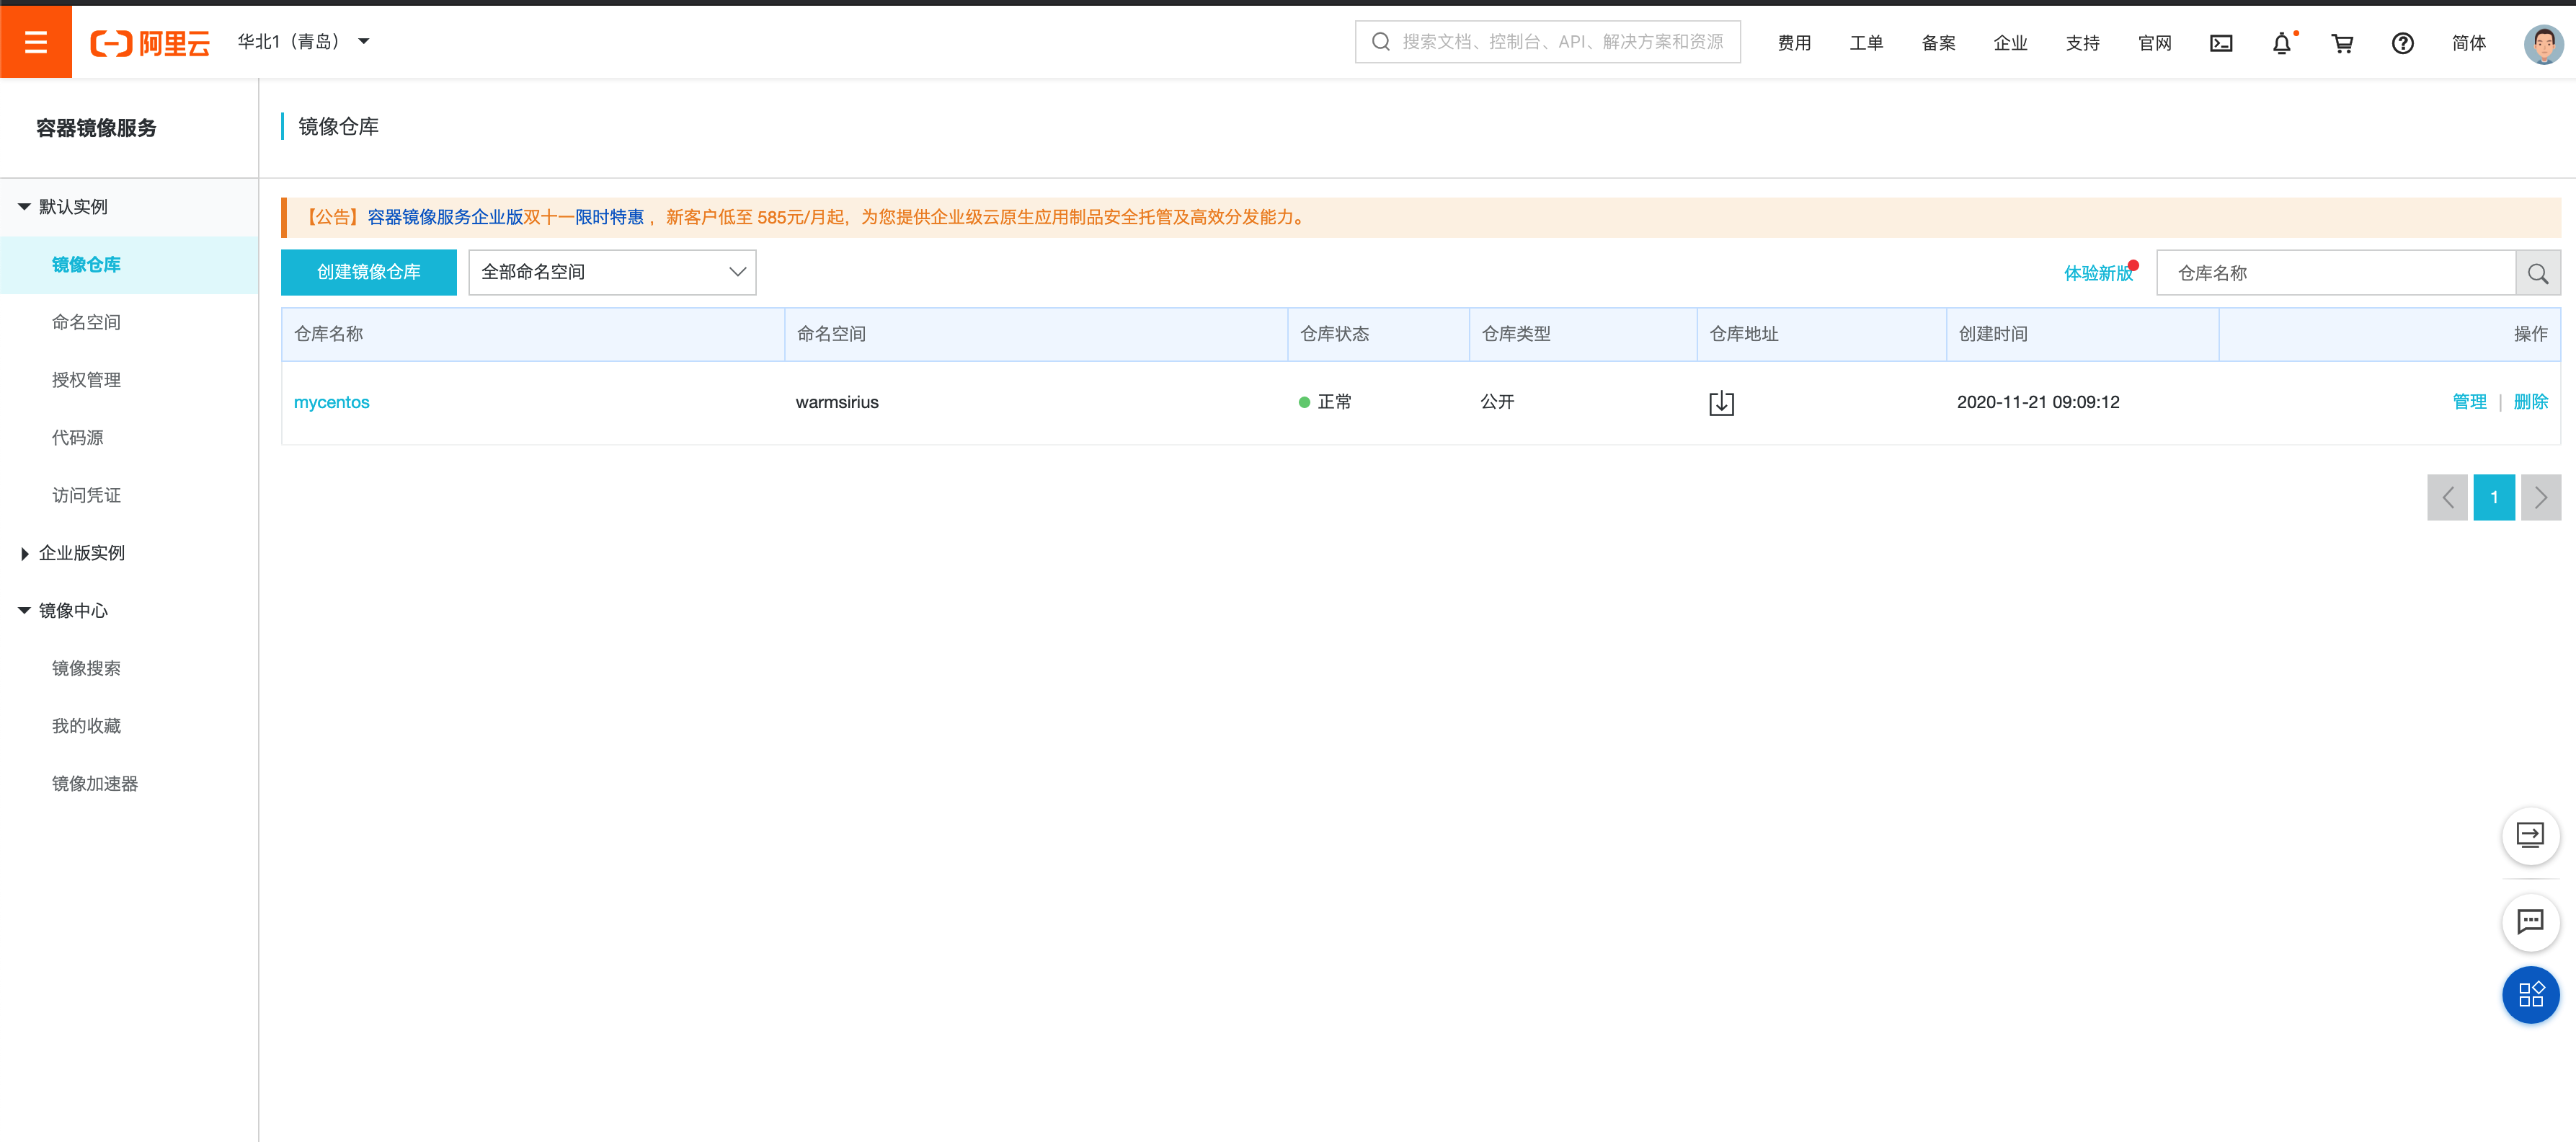 阿里云
华北1（青岛）
搜索文档、控制台、API、解决方案和资源
费用
工单
备案
企业
支持
官网
简体
容器镜像服务
默认实例
镜像仓库
命名空间
授权管理
代码源
访问凭证
企业版实例
镜像中心
镜像搜索
我的收藏
镜像加速器
镜像仓库
【公告】容器镜像服务企业版双十一限时特惠 ，新客户低至 585元/月起，为您提供企业级云原生应用制品安全托管及高效分发能力。
创建镜像仓库
全部命名空间
体验新版
仓库名称
仓库名称 命名空间 仓库状态 仓库类型 仓库地址 创建时间 操作
mycentos warmsirius 正常 公开 2020-11-21 09:09:12 管理 | 删除
1